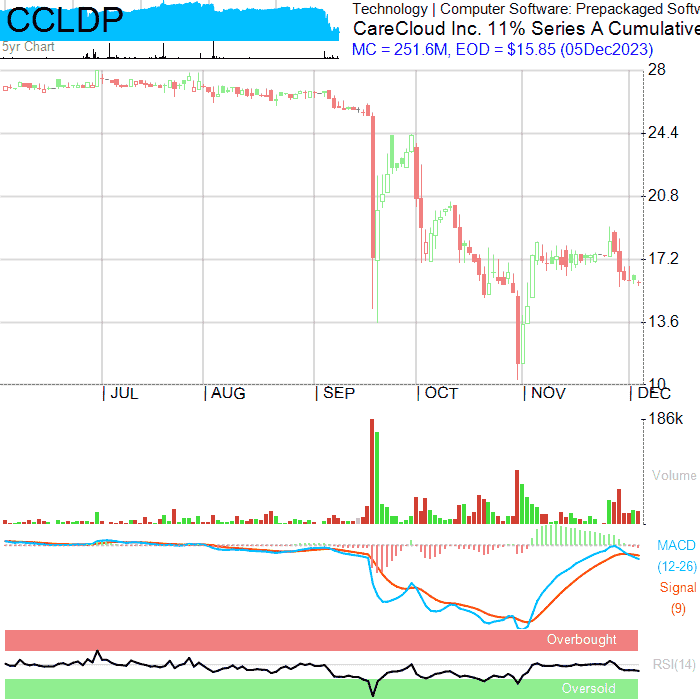 CCLDP
5yr Chart
Technology | Computer Software: Prepackaged Softw
CareCloud Inc. 11% Series A Cumulative
MC = 251.6M, EOD = $15.85 (05Dec2023)
28
24.4
20.8
17.2
13.6
10
| JUL | AUG | SEP | OCT | NOV | DEC
186k
Volume
MACD
(12-26)
Signal
(9)
Overbought
RSI(14)
Oversold